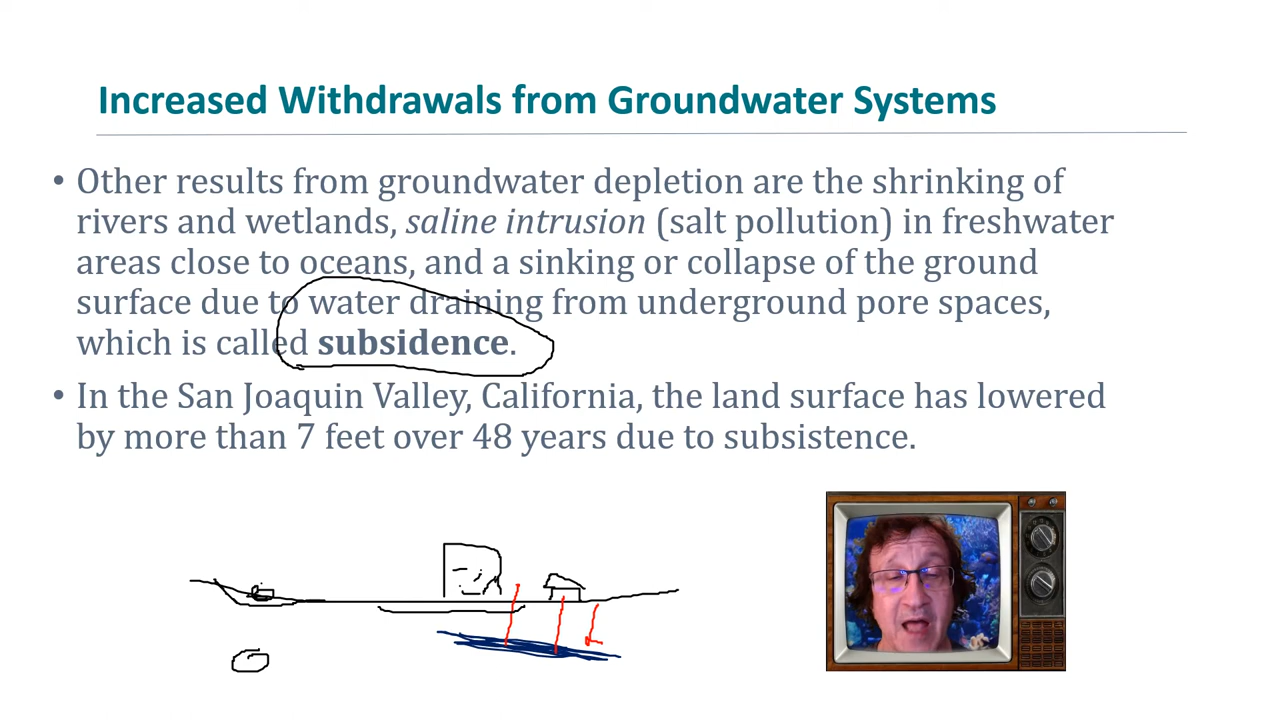 Increased Withdrawals from Groundwater Systems
• Other results from groundwater depletion are the shrinking of
rivers and wetlands, saline intrusion (salt pollution) in freshwater
areas close to oceans, and a sinking or collapse of the ground
surface due to water draining from underground pore spaces,
which is called subsidence.
• In the San Joaquin Valley, California, the land surface has lowered
by more than 7 feet over 48 years due to subsistence.